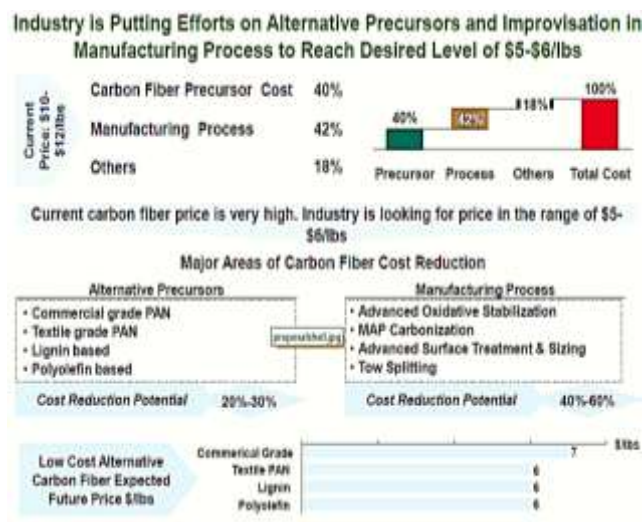 Industry is Putting Efforts on Alternative Precursors and Improvisation in
Manufacturing Process to Reach Desired Level of $5-$6/lbs
Current
Price: $10-
$12/lbs
Carbon Fiber Precursor Cost 40%
Manufacturing Process 42%
Others 18%
40%
42%
18%
100%
Precursor Process Others Total Cost
Current carbon fiber price is very high. Industry is looking for price in the range of $5-
$6/lbs
Major Areas of Carbon Fiber Cost Reduction
Alternative Precursors
• Commercial grade PAN
• Textile grade PAN
• Lignin based
• Polyolefin based
Cost Reduction Potential 20%-30%
Manufacturing Process
• Advanced Oxidative Stabilization
• MAP Carbonization
• Advanced Surface Treatment & Sizing
• Tow Splitting
Cost Reduction Potential 40%-60%
Low Cost Alternative
Carbon Fiber Expected
Future Price $/lbs
$/lbs
Commerical Grade 7
Textile PAN 6
Lignin 6
Polyolefin 6